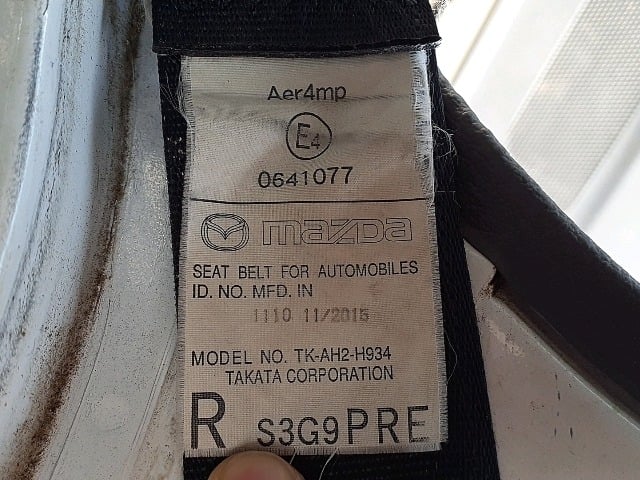 Aer4mp
E4
0641077
mazda
SEAT BELT FOR AUTOMOBILES
ID. NO. MFD. IN
1110 11/2015
MODEL NO. TK-AH2-H934
TAKATA CORPORATION
R S3G9PRE